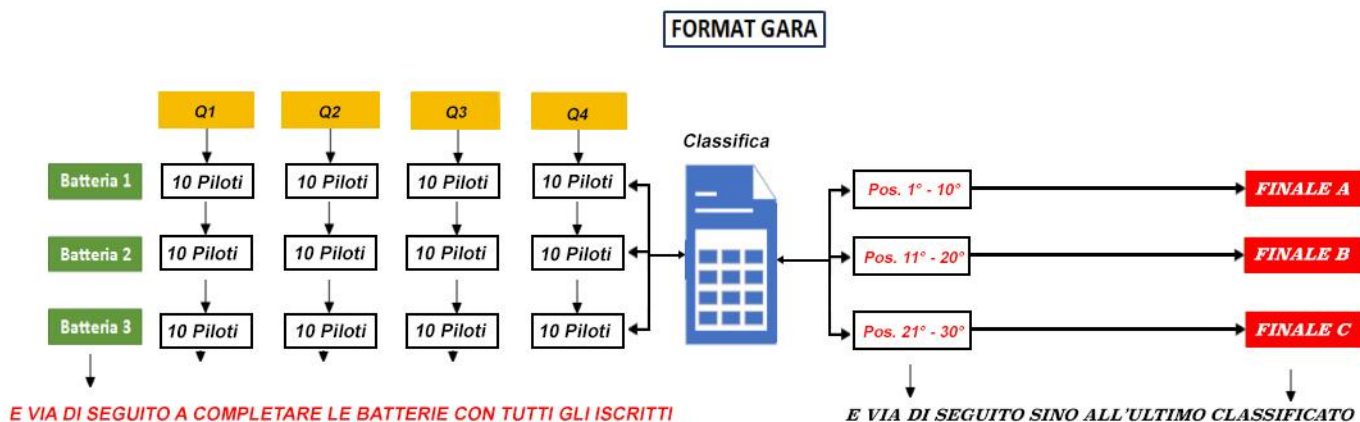 FORMAT GARA
Q1 Q2 Q3 Q4
Classifica
Batteria 1 10 Piloti 10 Piloti 10 Piloti 10 Piloti Pos. 1° - 10° FINALE A
Batteria 2 10 Piloti 10 Piloti 10 Piloti 10 Piloti Pos. 11° - 20° FINALE B
Batteria 3 10 Piloti 10 Piloti 10 Piloti 10 Piloti Pos. 21° - 30° FINALE C
E VIA DI SEGUITO A COMPLETARE LE BATTERIE CON TUTTI GLI ISCRITTI
E VIA DI SEGUITO SINO ALL'ULTIMO CLASSIFICATO